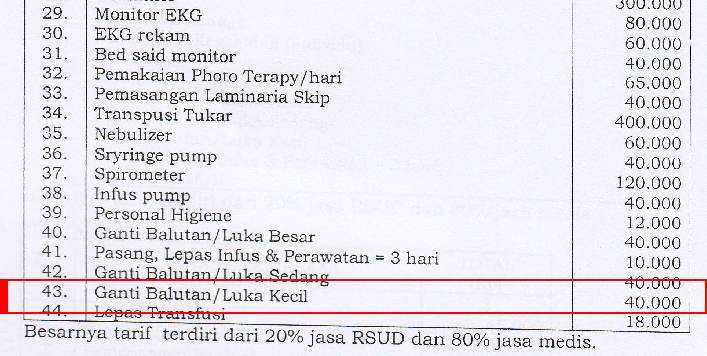 300.000
29. Monitor EKG 80.000
30. EKG rekam 60.000
31. Bed said monitor 40.000
32. Pemakaian Photo Terapy/hari 65.000
33. Pemasangan Laminaria Skip 40.000
34. Transpusi Tukar 400.000
35. Nebulizer 60.000
36. Sryringe pump 40.000
37. Spirometer 120.000
38. Infus pump 40.000
39. Personal Higiene 12.000
40. Ganti Balutan/Luka Besar 40.000
41. Pasang, Lepas Infus & Perawatan = 3 hari 10.000
42. Ganti Balutan/Luka Sedang 40.000
43. Ganti Balutan/Luka Kecil 40.000
44. Lepas Transfusi 18.000
Besarnya tarif terdiri dari 20% jasa RSUD dan 80% jasa medis.